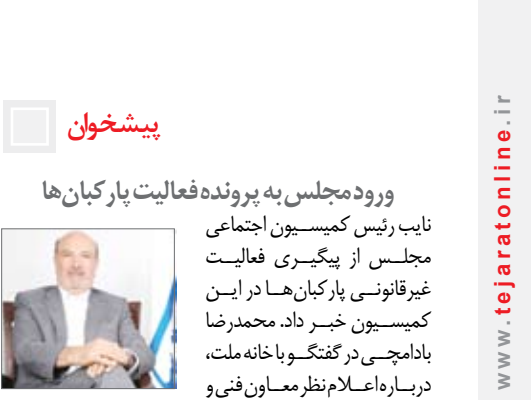 پیشخوان
ورود مجلس به پرونده فعالیت پارکبان‌ها
نایب رئیس کمیسیون اجتماعی
مجلس از پیگیری فعالیت
غیرقانونی پارکبان‌ها در این
کمیسیون خبر داد. محمدرضا
بادامچی در گفتگو با خانه ملت،
درباره اعلام نظر معاون فنی و
www.tejaratonline.ir